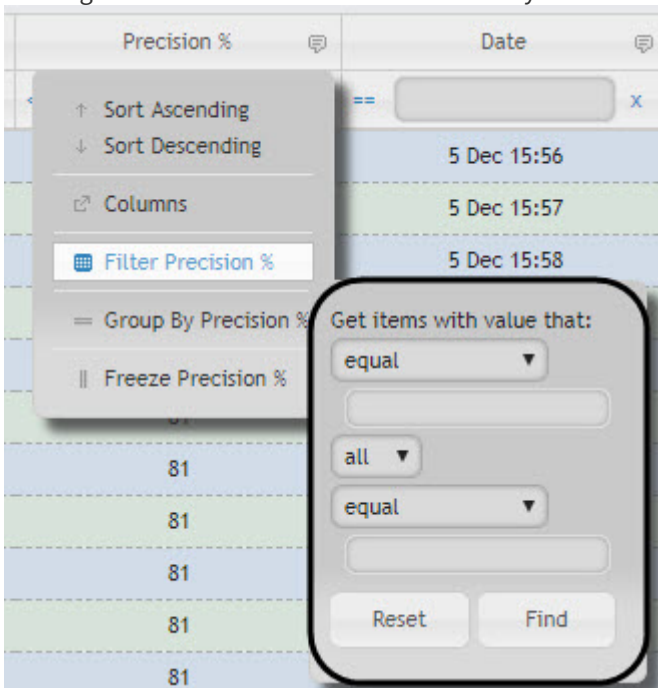 Precision %
Date
Sort Ascending
Sort Descending
Columns
Filter Precision %
Group By Precision %
Freeze Precision %
== x
5 Dec 15:56
5 Dec 15:57
5 Dec 15:58
Get items with value that:
equal
all
equal
Reset Find
81
81
81
81
81